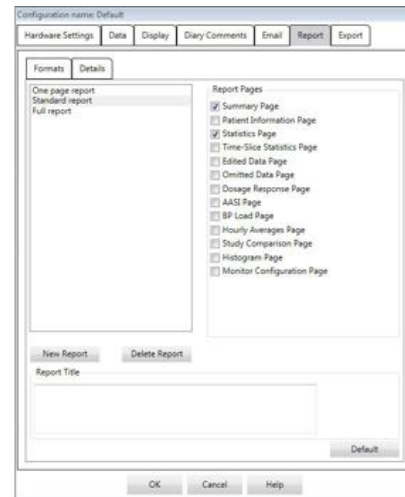 Configuration name: Default
Hardware Settings Data Display Diary Comments Email Report Export
Formats Details
One page report
Standard report
Full report
Report Pages
Summary Page
Patient Information Page
Statistics Page
Time-Slice Statistics Page
Edited Data Page
Omitted Data Page
Dosage Response Page
AASI Page
BP Load Page
Hourly Averages Page
Study Comparison Page
Histogram Page
Monitor Configuration Page
New Report Delete Report
Report Title
Default
OK Cancel Help